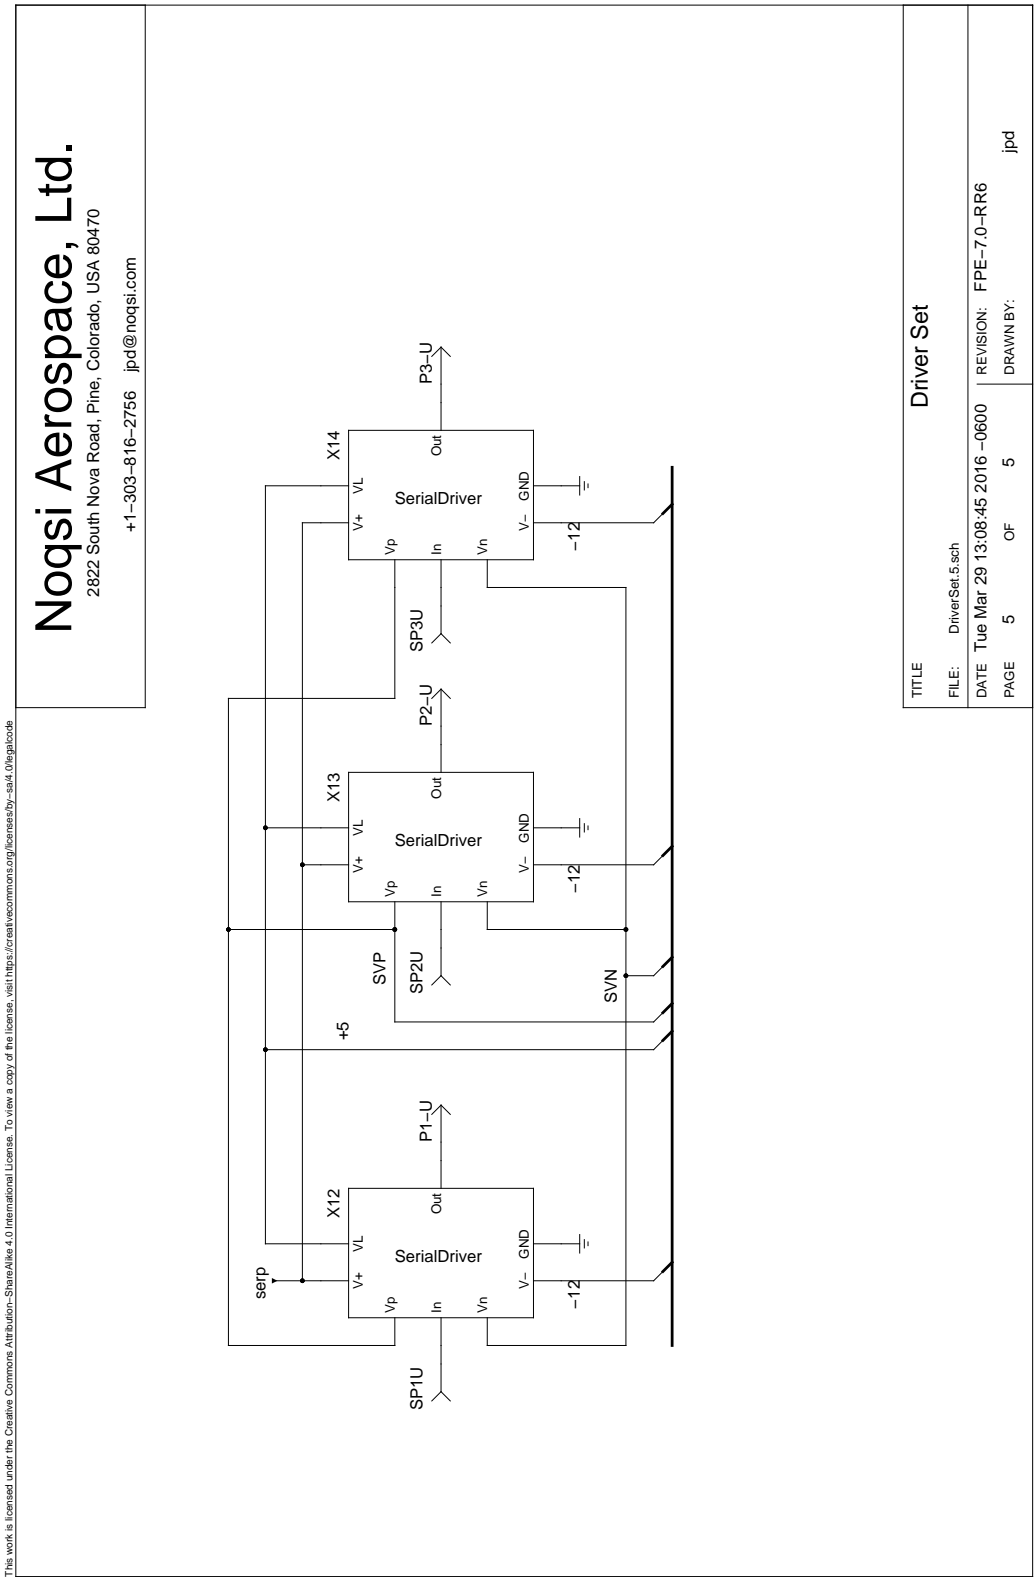 This work is licensed under the Creative Commons Attribution−ShareAlike 4.0 International License. To view a copy of the license, visit https://creativecommons.org/licenses/by−sa/4.0/legalcode
Noqsi Aerospace, Ltd.
2822 South Nova Road, Pine, Colorado, USA 80470
+1−303−816−2756 jpd@noqsi.com
serp
X12
V+
VL
Vp
In
Vn
SerialDriver
Out
V−
GND
SP1U
P1−U
−12
+5
SVP
SVN
X13
V+
VL
Vp
In
Vn
SerialDriver
Out
V−
GND
SP2U
P2−U
−12
X14
V+
VL
Vp
In
Vn
SerialDriver
Out
V−
GND
SP3U
P3−U
−12
TITLE
Driver Set
FILE: DriverSet.5.sch
DATE Tue Mar 29 13:08:45 2016 −0600
REVISION: FPE−7.0−RR6
PAGE 5 OF 5
DRAWN BY: jpd